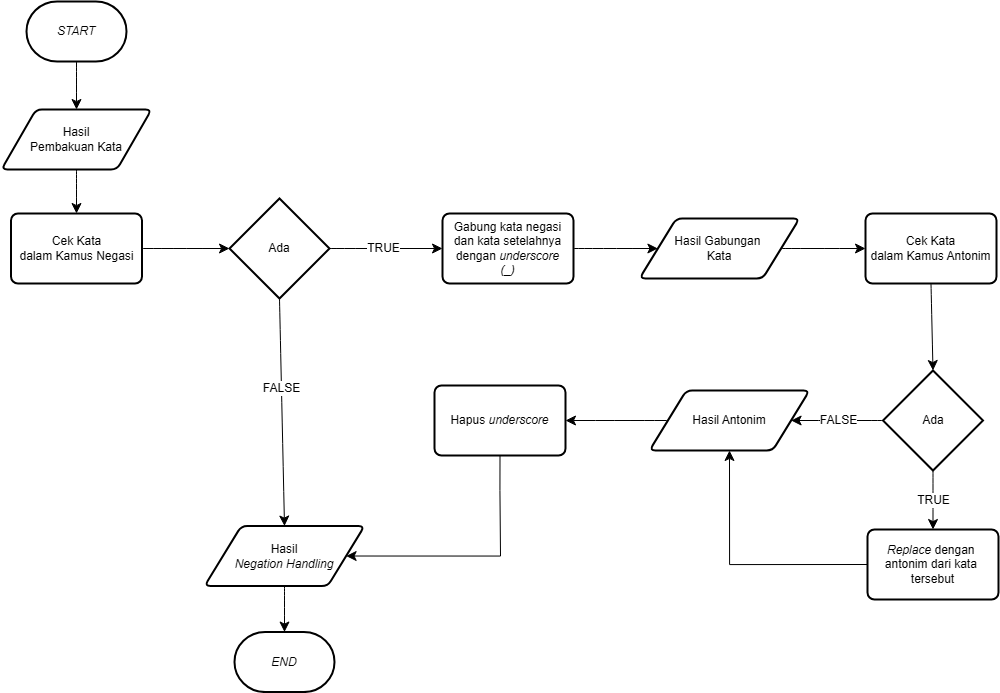 START
Hasil
Pembakuan Kata
Cek Kata
dalam Kamus Negasi
Ada
TRUE
Gabung kata negasi
dan kata setelahnya
dengan underscore
(_)
Hasil Gabungan
Kata
Cek Kata
dalam Kamus Antonim
Ada
FALSE
TRUE
Replace dengan
antonim dari kata
tersebut
Hasil Antonim
Hapus underscore
FALSE
Hasil
Negation Handling
END